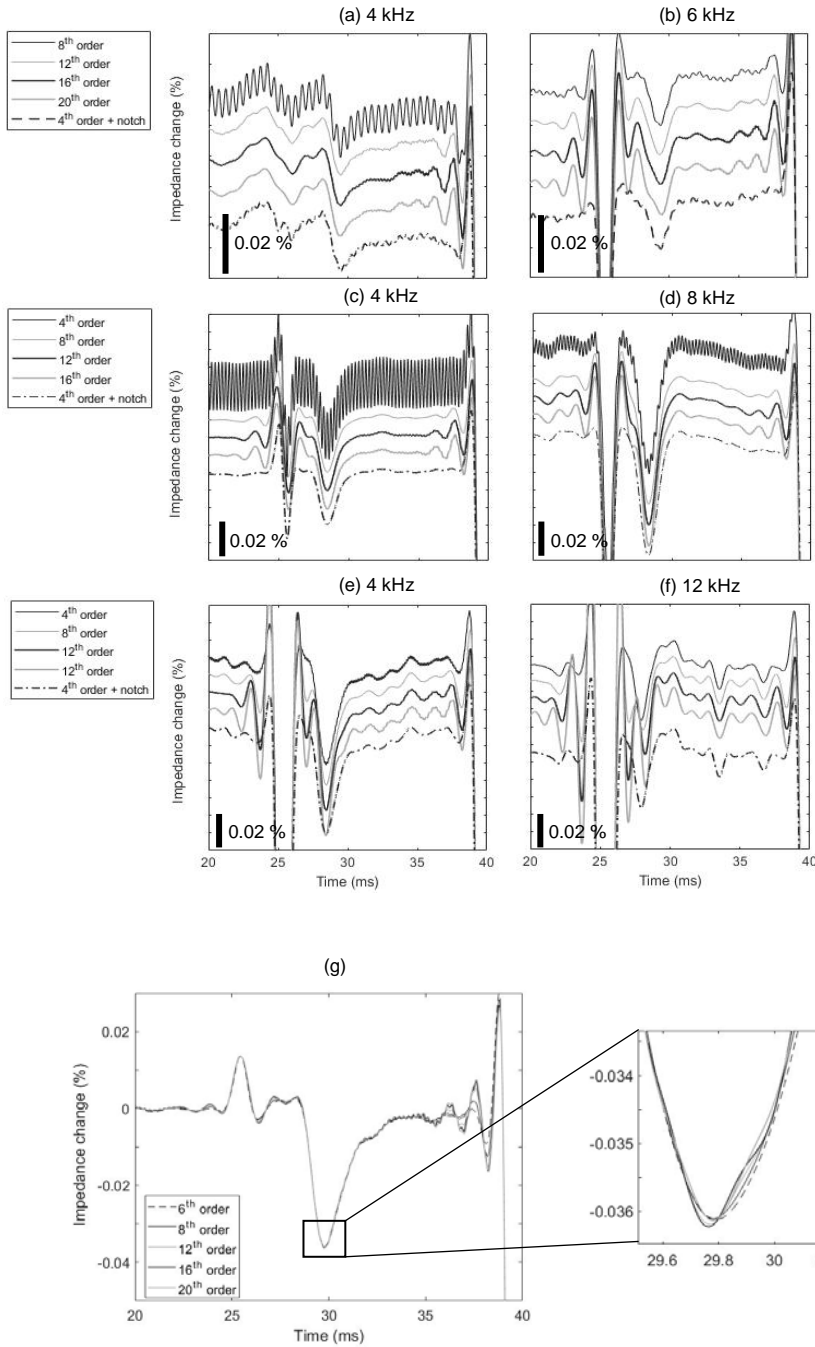 (a) 4 kHz
(b) 6 kHz
8th order
12th order
16th order
20th order
4th order + notch
Impedance change (%)
0.02 %
0.02 %
(c) 4 kHz
(d) 8 kHz
4th order
8th order
12th order
16th order
4th order + notch
Impedance change (%)
0.02 %
0.02 %
(e) 4 kHz
(f) 12 kHz
4th order
8th order
12th order
12th order
4th order + notch
Impedance change (%)
0.02 %
0.02 %
20 25 30 35 40
20 25 30 35 40
Time (ms)
Time (ms)
(g)
Impedance change (%)
0.02
0
-0.02
-0.04
6th order
8th order
12th order
16th order
20th order
20 25 30 35 40
Time (ms)
-0.034
-0.035
-0.036
29.6 29.8 30